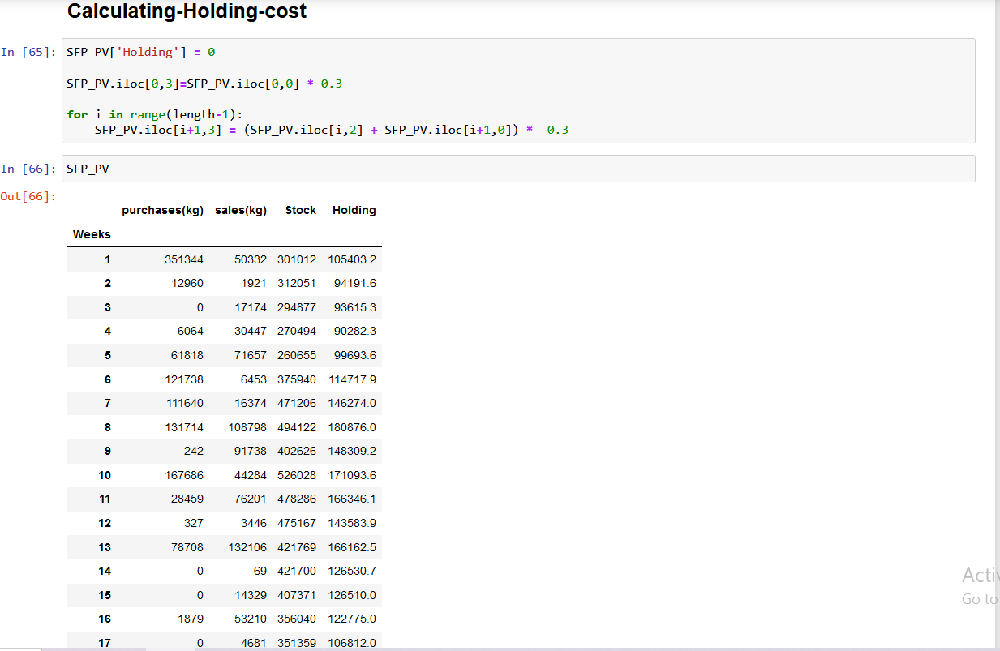 Calculating-Holding-cost
In [65]: SFP_PV['Holding'] = 0
SFP_PV.iloc[0,3]=SFP_PV.iloc[0,0] * 0.3
for i in range(length-1):
    SFP_PV.iloc[i+1,3] = (SFP_PV.iloc[i,2] + SFP_PV.iloc[i+1,0]) *  0.3
In [66]: SFP_PV
Out[66]:
purchases(kg) sales(kg) Stock Holding
Weeks
1 351344 50332 301012 105403.2
2 12960 1921 312051 94191.6
3 0 17174 294877 93615.3
4 6064 30447 270494 90282.3
5 61818 71657 260655 99693.6
6 121738 6453 375940 114717.9
7 111640 16374 471206 146274.0
8 131714 108798 494122 180876.0
9 242 91738 402626 148309.2
10 167686 44284 526028 171093.6
11 28459 76201 478286 166346.1
12 327 3446 475167 143583.9
13 78708 132106 421769 166162.5
14 0 69 421700 126530.7
15 0 14329 407371 126510.0
16 1879 53210 356040 122775.0
17 0 4681 351359 106812.0
Acti
Go to